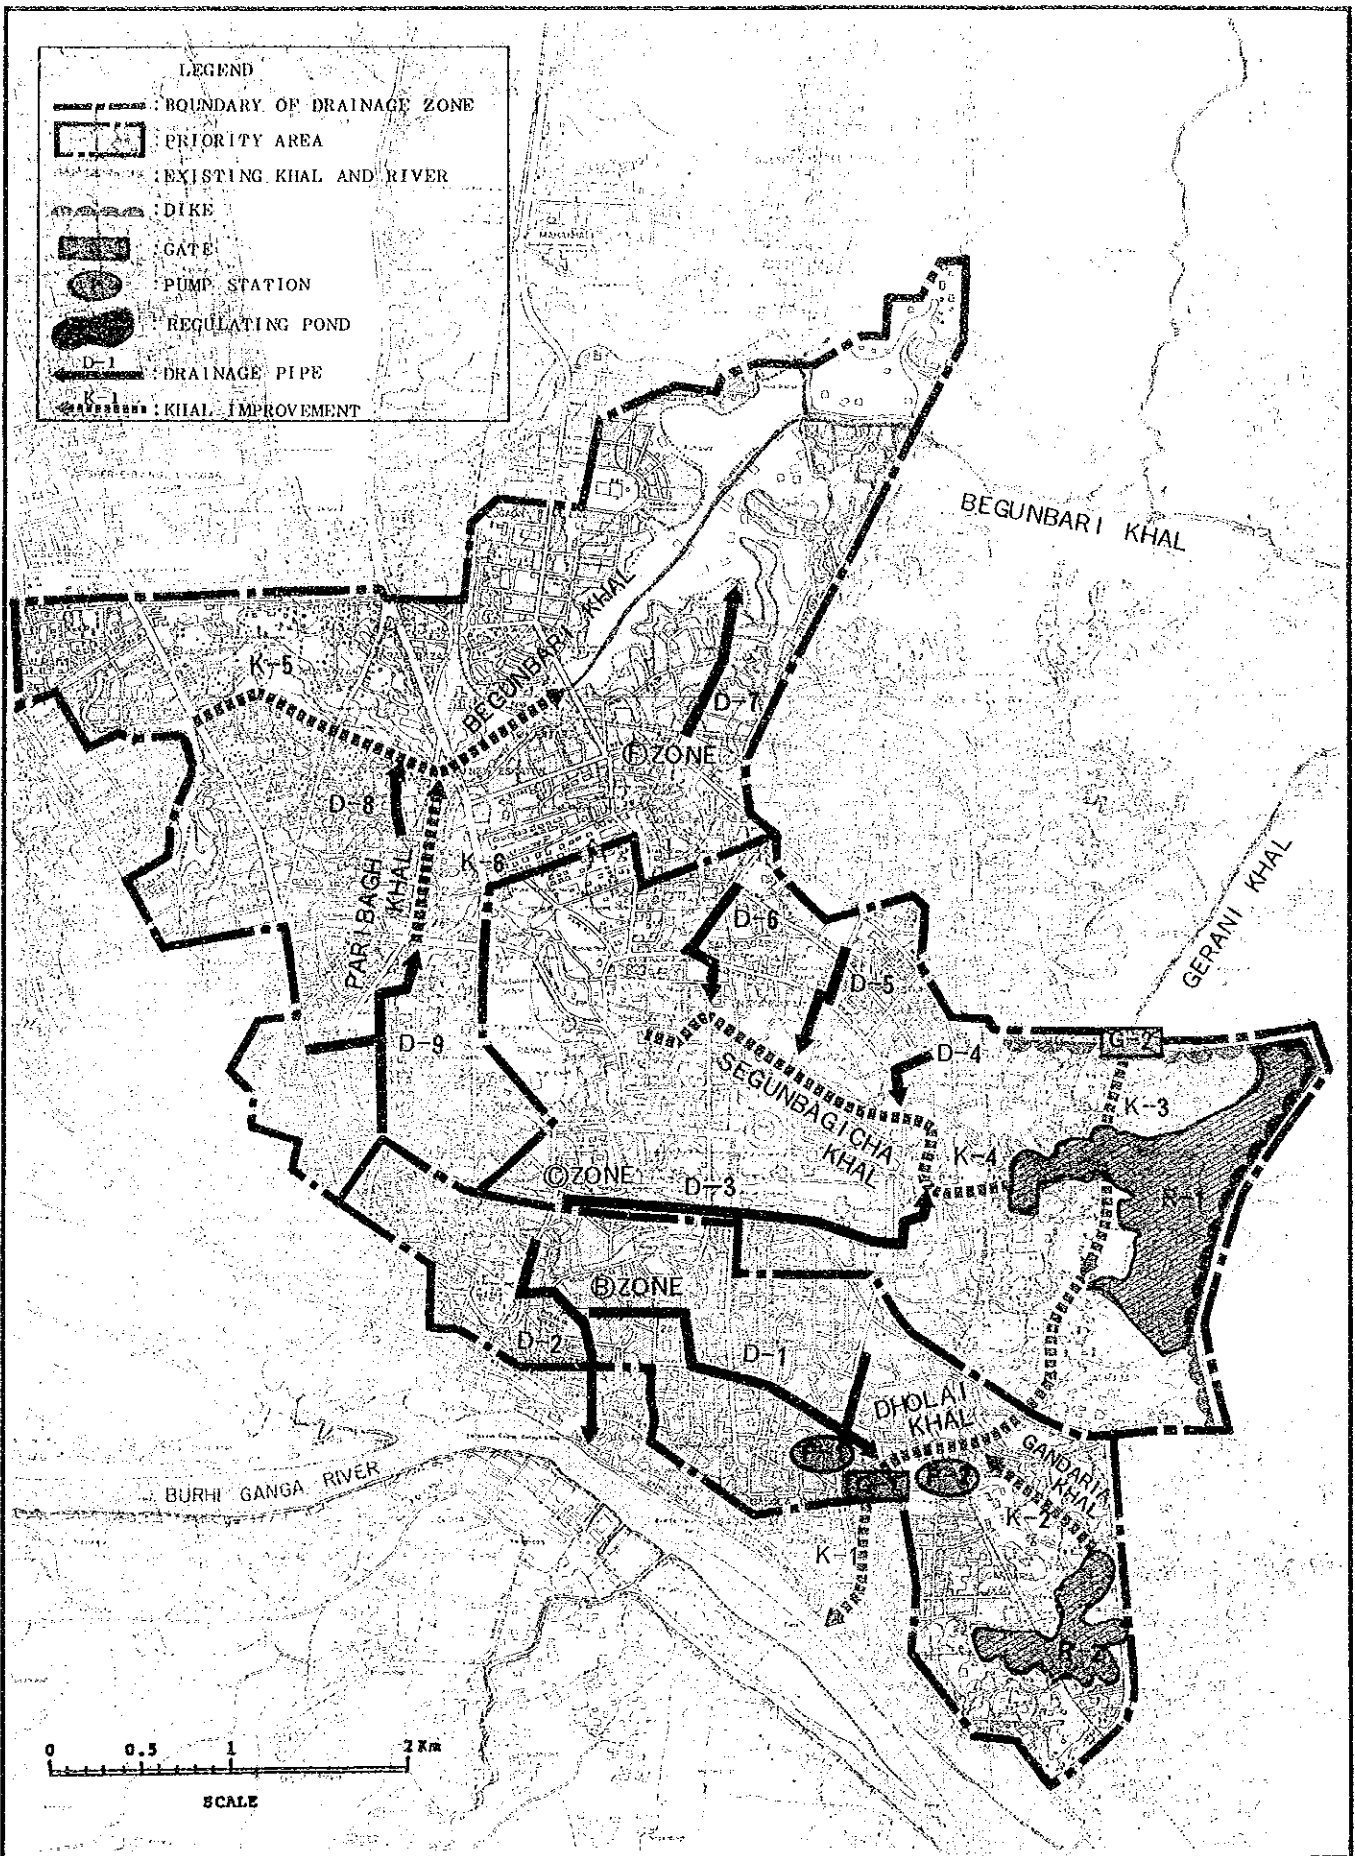 LEGEND
: BOUNDARY OF DRAINAGE ZONE
: PRIORITY AREA
: EXISTING KHAL AND RIVER
: DIKE
: GATE
: PUMP STATION
: REGULATING POND
D-1
: DRAINAGE PIPE
K-1
: KHAL IMPROVEMENT
MAHAKHALI
BEGUNBARI KHAL
K-5
BEGUNBARI KHAL
D-7
Ⓕ ZONE
D-8
K-6
PARIBAGH
KHAL
D-6
GERANI KHAL
D-5
D-9
D-4
G-2
SEGUNBAGICHA
KHAL
K-3
K-4
Ⓒ ZONE
D-3
R-1
Ⓑ ZONE
D-2
D-1
DHOLAI
KHAL
GANDARIA
KHAL
BURHI GANGA RIVER
P-2
G-1
K-2
K-1
R-2
0 0.5 1 2 Km
SCALE